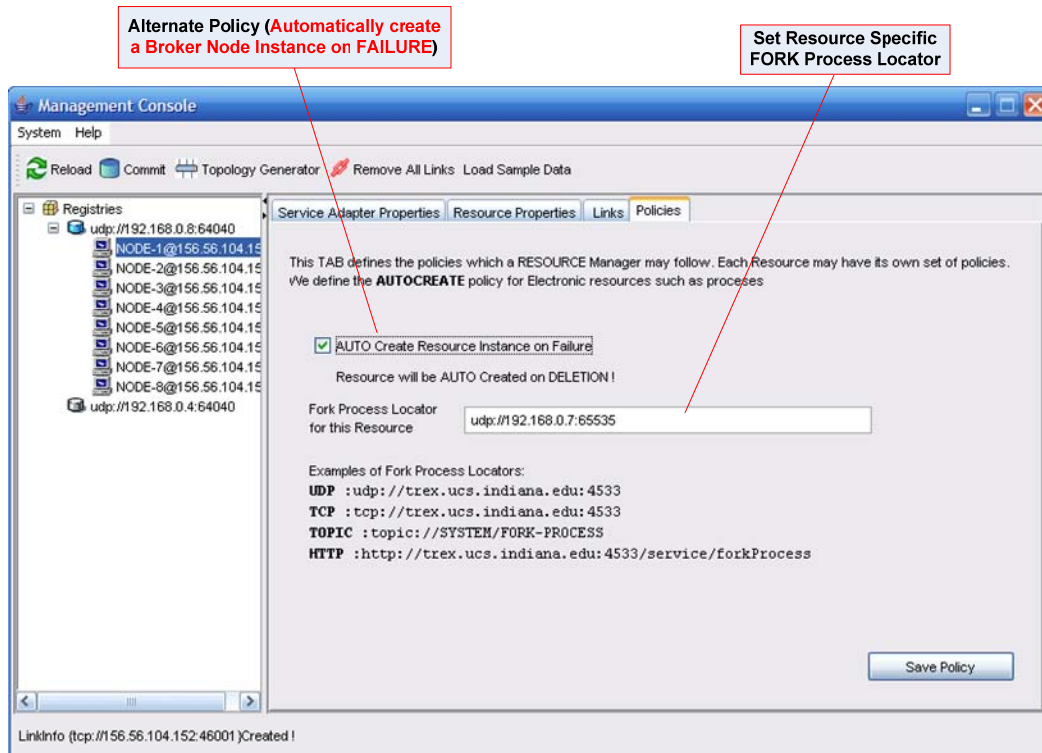 Alternate Policy (Automatically create
a Broker Node Instance on FAILURE)
Set Resource Specific
FORK Process Locator
Management Console
System Help
Reload Commit Topology Generator Remove All Links Load Sample Data
Registries
udp://192.168.0.8:64040
NODE-1@156.56.104.15
NODE-2@156.56.104.15
NODE-3@156.56.104.15
NODE-4@156.56.104.15
NODE-5@156.56.104.15
NODE-6@156.56.104.15
NODE-7@156.56.104.15
NODE-8@156.56.104.15
udp://192.168.0.4:64040
Service Adapter Properties Resource Properties Links Policies
This TAB defines the policies which a RESOURCE Manager may follow. Each Resource may have its own set of policies.
We define the AUTOCREATE policy for Electronic resources such as proceses
AUTO Create Resource Instance on Failure
Resource will be AUTO Created on DELETION !
Fork Process Locator
for this Resource
udp://192.168.0.7:65535
Examples of Fork Process Locators:
UDP :udp://trex.ucs.indiana.edu:4533
TCP :tcp://trex.ucs.indiana.edu:4533
TOPIC :topic://SYSTEM/FORK-PROCESS
HTTP :http://trex.ucs.indiana.edu:4533/service/forkProcess
Save Policy
LinkInfo (tcp://156.56.104.152:46001 )Created !